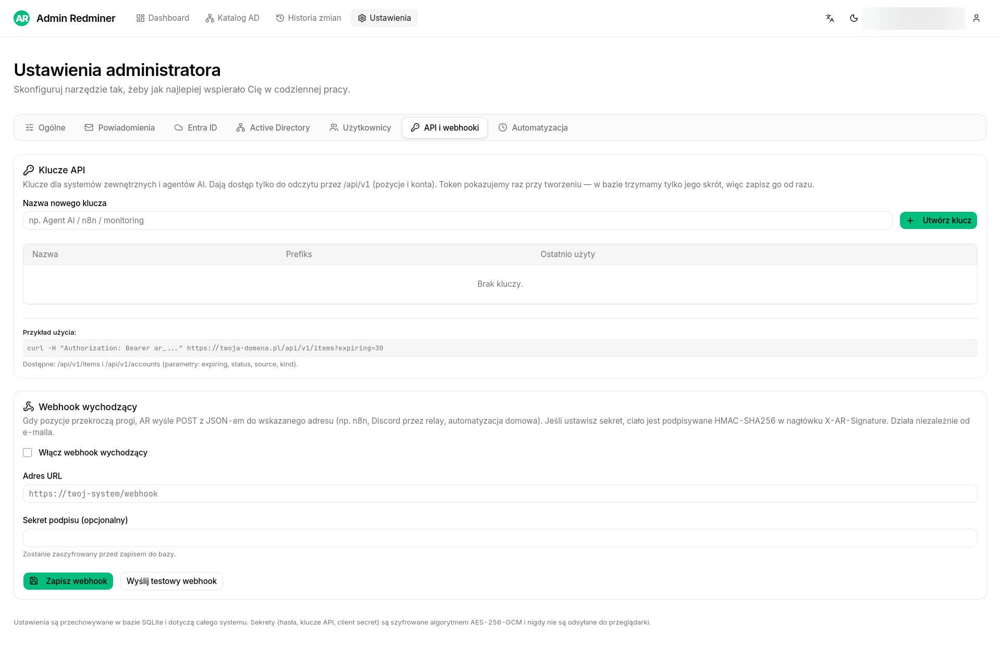 AR Admin Redminer Dashboard Katalog AD Historia zmian Ustawienia
Ustawienia administratora
Skonfiguruj narzędzie tak, żeby jak najlepiej wspierało Cię w codziennej pracy.
Ogólne Powiadomienia Entra ID Active Directory Użytkownicy API i webhooki Automatyzacja
Klucze API
Klucze dla systemów zewnętrznych i agentów AI. Dają dostęp tylko do odczytu przez /api/v1 (pozycje i konta). Token pokazujemy raz przy tworzeniu — w bazie trzymamy tylko jego skrót, więc zapisz go od razu.
Nazwa nowego klucza
np. Agent AI / n8n / monitoring
Utwórz klucz
Nazwa Prefiks Ostatnio użyty
Brak kluczy.
Przykład użycia:
curl -H "Authorization: Bearer ar_..." https://twoja-domena.pl/api/v1/items?expiring=30
Dostępne: /api/v1/items i /api/v1/accounts (parametry: expiring, status, source, kind).
Webhook wychodzący
Gdy pozycje przekroczą progi, AR wyśle POST z JSON-em do wskazanego adresu (np. n8n, Discord przez relay, automatyzacja domowa). Jeśli ustawisz sekret, ciało jest podpisywane HMAC-SHA256 w nagłówku X-AR-Signature. Działa niezależnie od
e-maila.
Włącz webhook wychodzący
Adres URL
https://twoj-system/webhook
Sekret podpisu (opcjonalny)
Zostanie zaszyfrowany przed zapisem do bazy.
Zapisz webhook Wyślij testowy webhook
Ustawienia są przechowywane w bazie SQLite i dotyczą całego systemu. Sekrety (hasła, klucze API, client secret) są szyfrowane algorytmem AES-256-GCM i nigdy nie są odsyłane do przeglądarki.